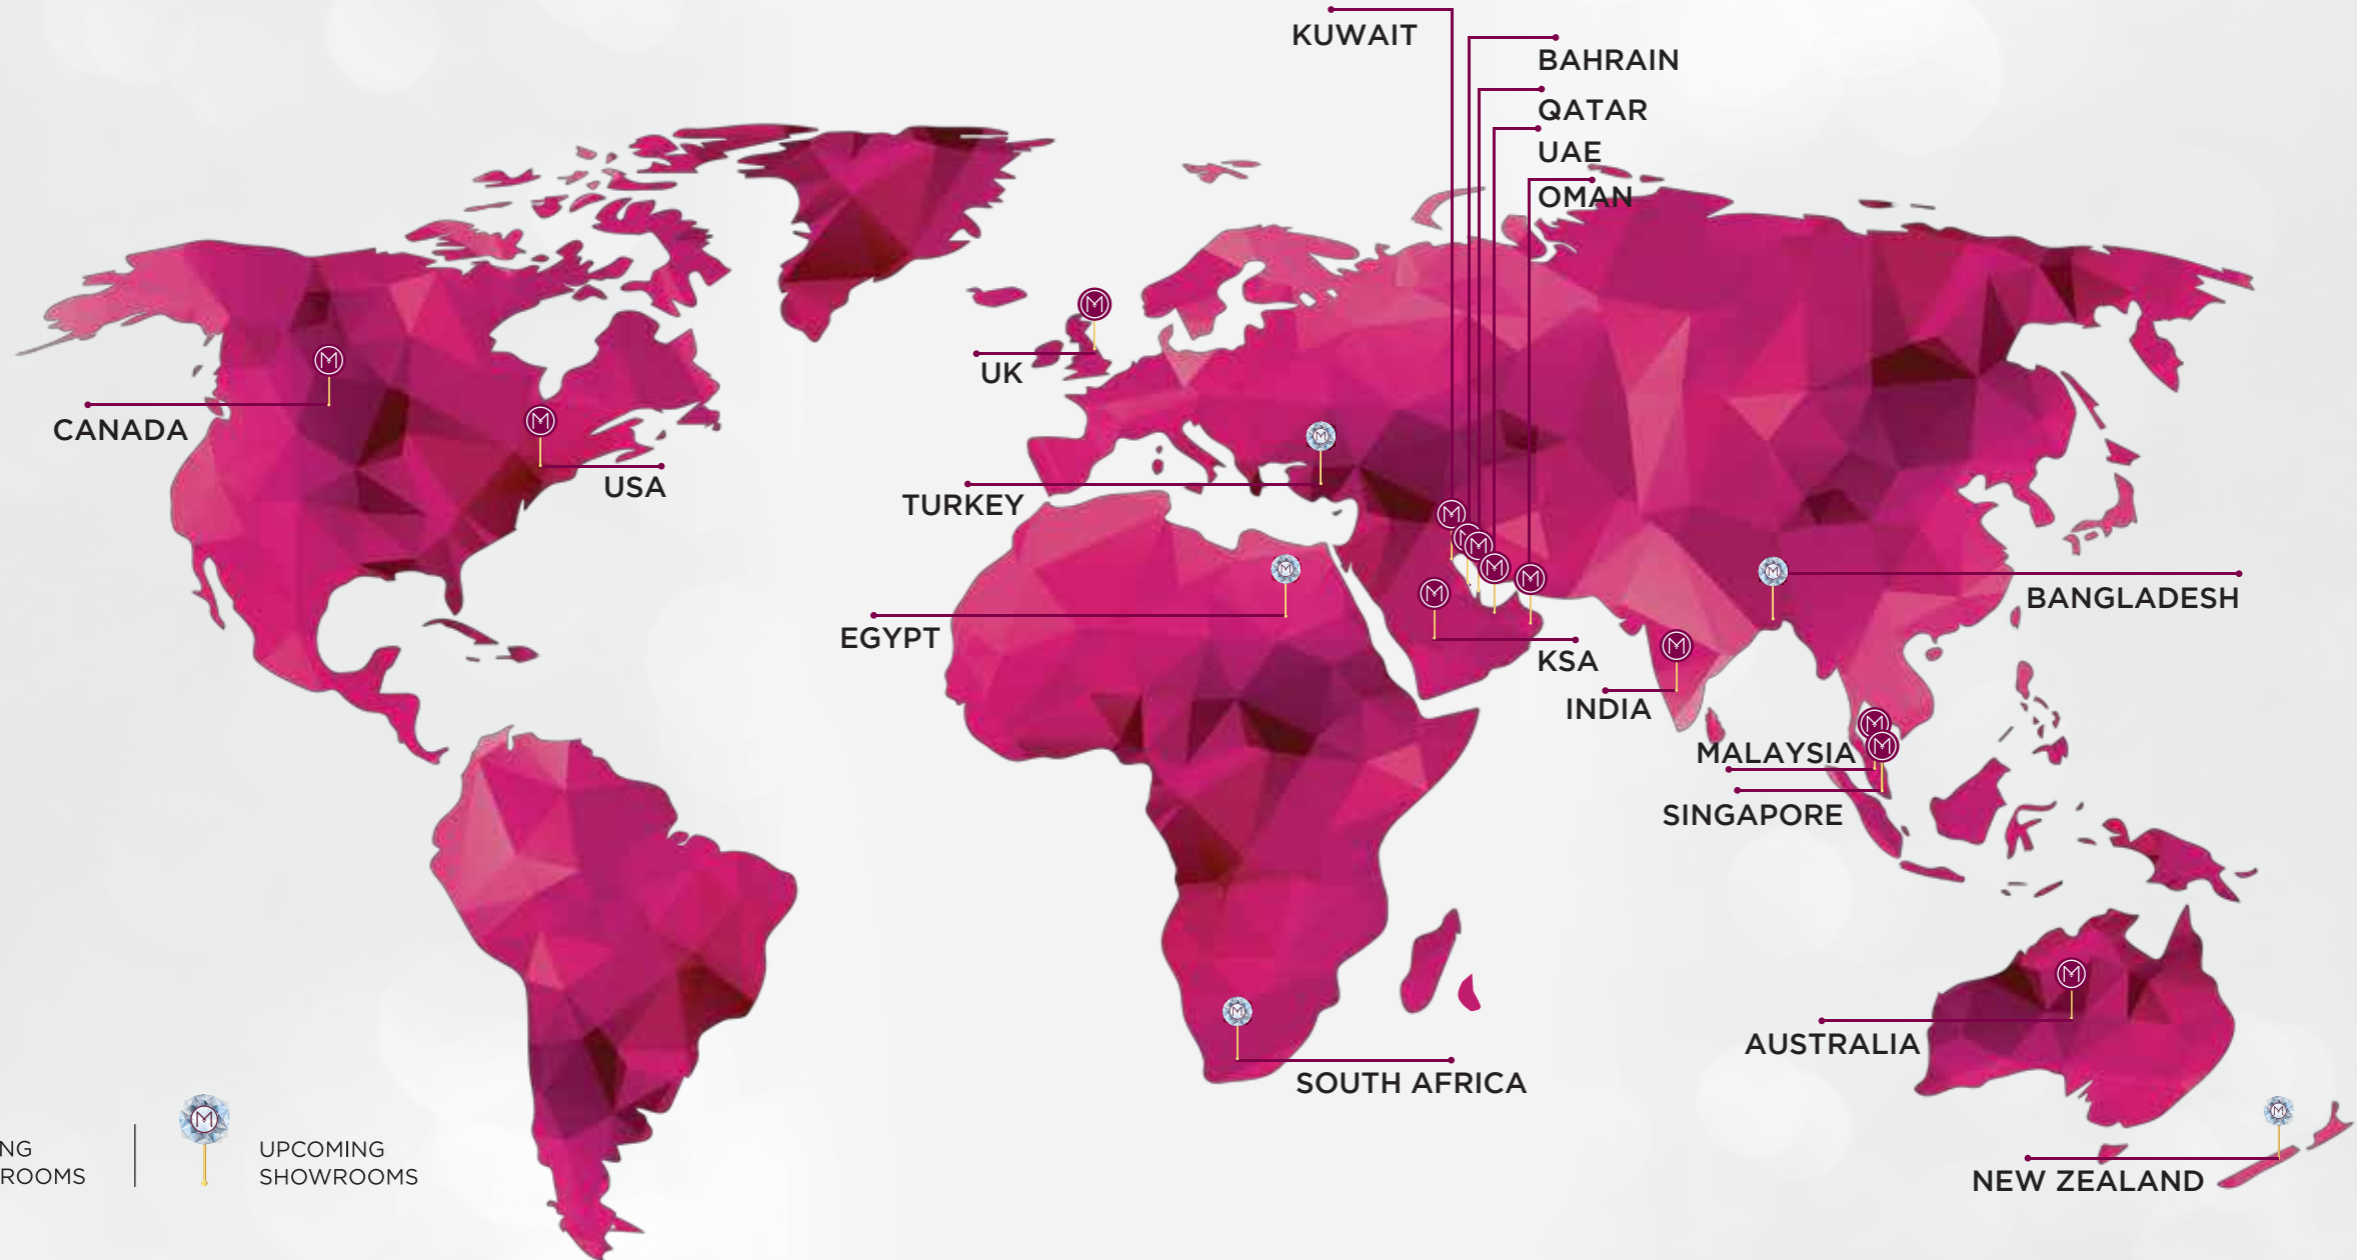 KUWAIT
BAHRAIN
QATAR
UAE
OMAN
UK
CANADA
USA
TURKEY
EGYPT
BANGLADESH
KSA
INDIA
MALAYSIA
SINGAPORE
AUSTRALIA
SOUTH AFRICA
NEW ZEALAND
NG
ROOMS
UPCOMING
SHOWROOMS